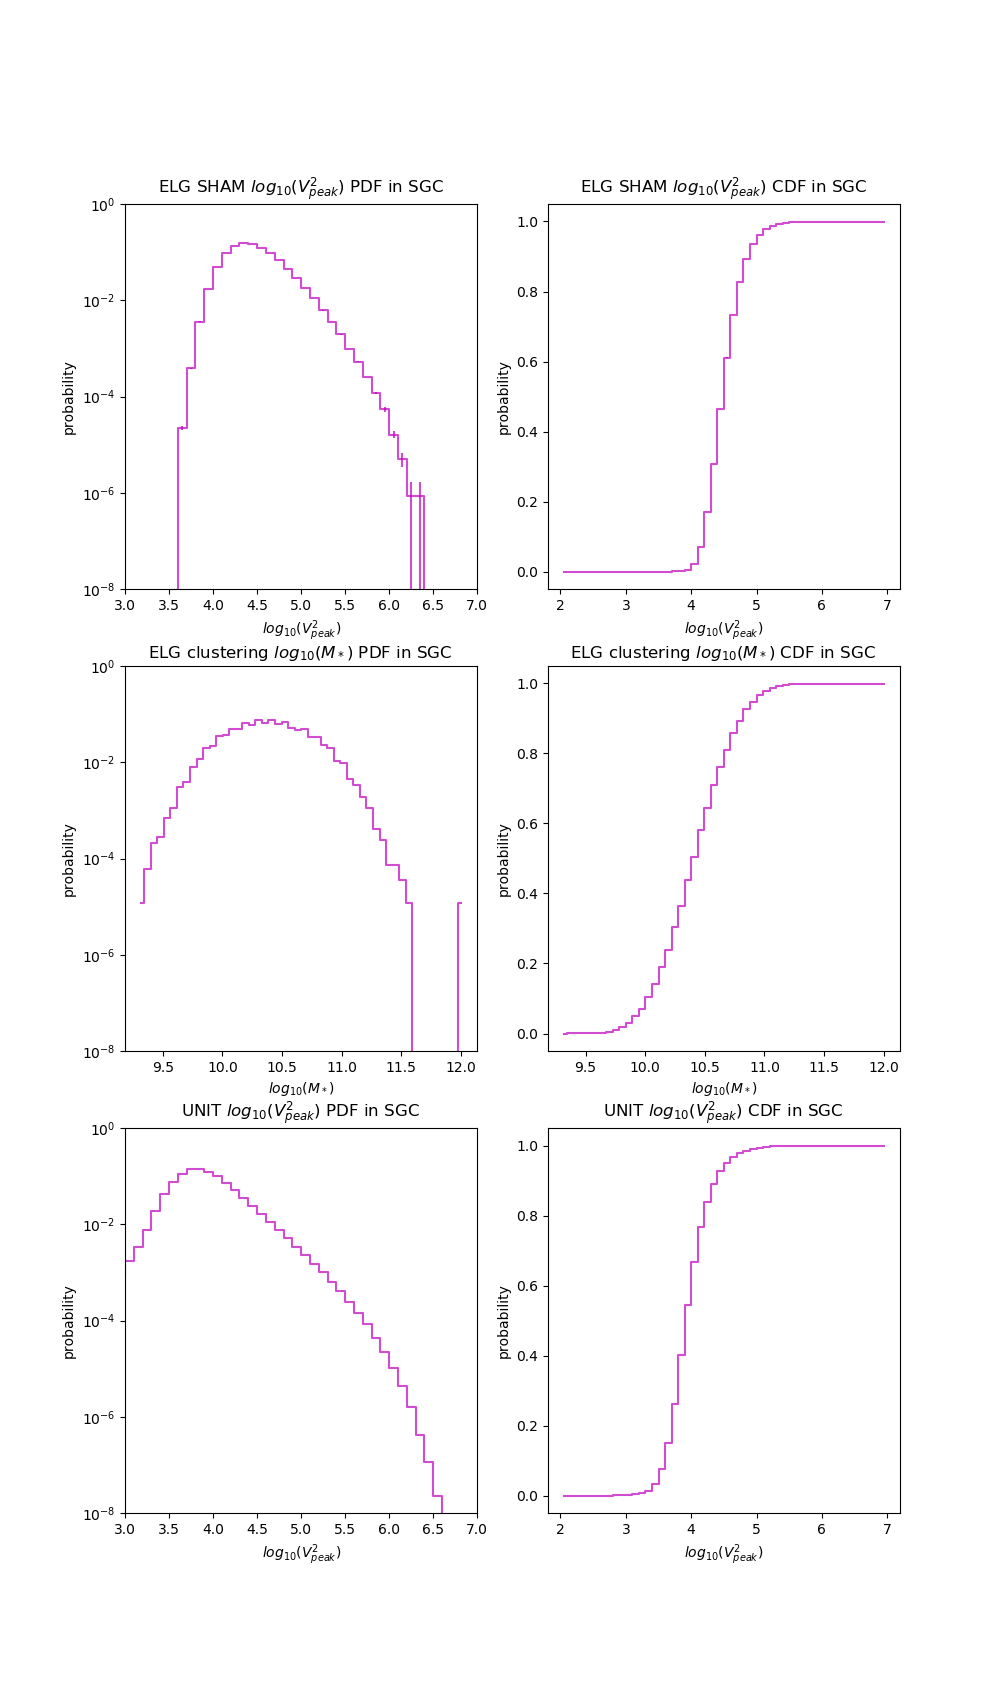 ELG SHAM log₁₀(V²peak) PDF in SGC
ELG SHAM log₁₀(V²peak) CDF in SGC
10⁰
10⁻²
10⁻⁴
10⁻⁶
10⁻⁸
probability
3.0 3.5 4.0 4.5 5.0 5.5 6.0 6.5 7.0
log₁₀(V²peak)
1.0
0.8
0.6
0.4
0.2
0.0
probability
2 3 4 5 6 7
log₁₀(V²peak)
ELG clustering log₁₀(M*) PDF in SGC
ELG clustering log₁₀(M*) CDF in SGC
10⁰
10⁻²
10⁻⁴
10⁻⁶
10⁻⁸
probability
9.5 10.0 10.5 11.0 11.5 12.0
log₁₀(M*)
1.0
0.8
0.6
0.4
0.2
0.0
probability
9.5 10.0 10.5 11.0 11.5 12.0
log₁₀(M*)
UNIT log₁₀(V²peak) PDF in SGC
UNIT log₁₀(V²peak) CDF in SGC
10⁰
10⁻²
10⁻⁴
10⁻⁶
10⁻⁸
probability
3.0 3.5 4.0 4.5 5.0 5.5 6.0 6.5 7.0
log₁₀(V²peak)
1.0
0.8
0.6
0.4
0.2
0.0
probability
2 3 4 5 6 7
log₁₀(V²peak)